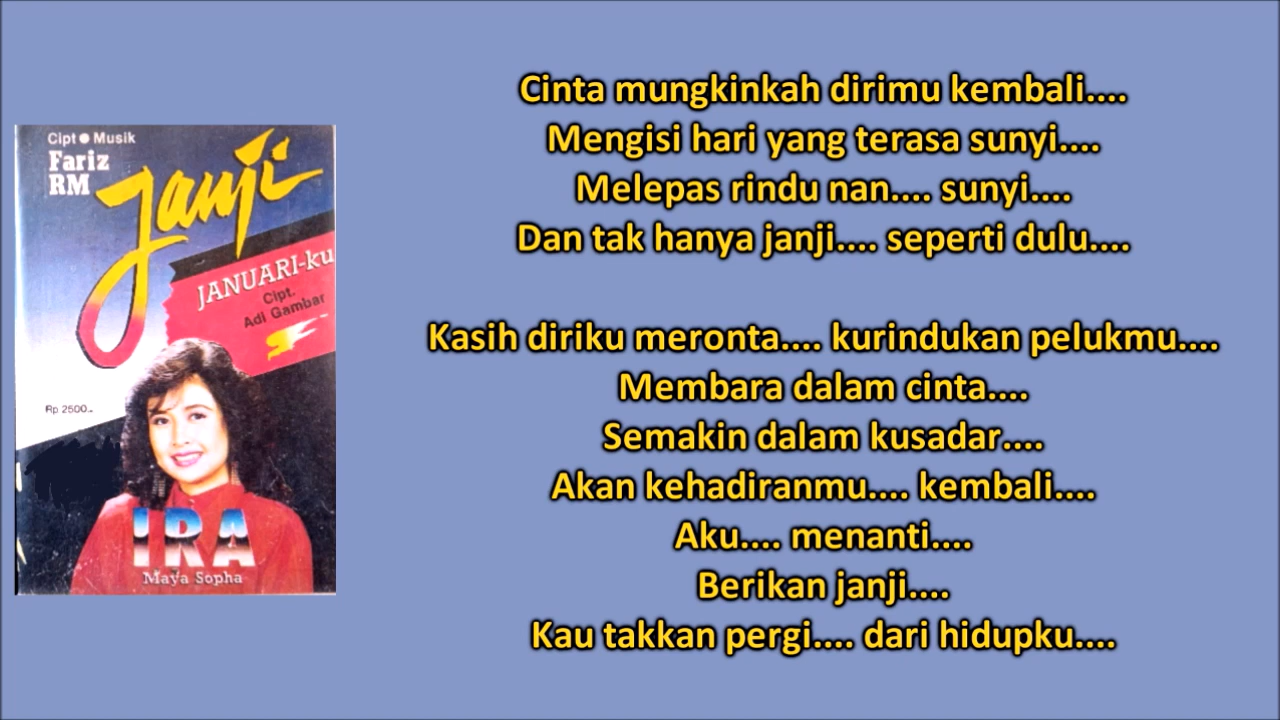 Cipt ● Musik
Fariz
RM
Janji
JANUARI-ku
Cipt.
Adi Gambar
Rp 2500.-
IRA
Maya Sopha
Cinta mungkinkah dirimu kembali....
Mengisi hari yang terasa sunyi....
Melepas rindu nan.... sunyi....
Dan tak hanya janji.... seperti dulu....
Kasih diriku meronta.... kurindukan pelukmu....
Membara dalam cinta....
Semakin dalam kusadar....
Akan kehadiranmu.... kembali....
Aku.... menanti....
Berikan janji....
Kau takkan pergi.... dari hidupku....